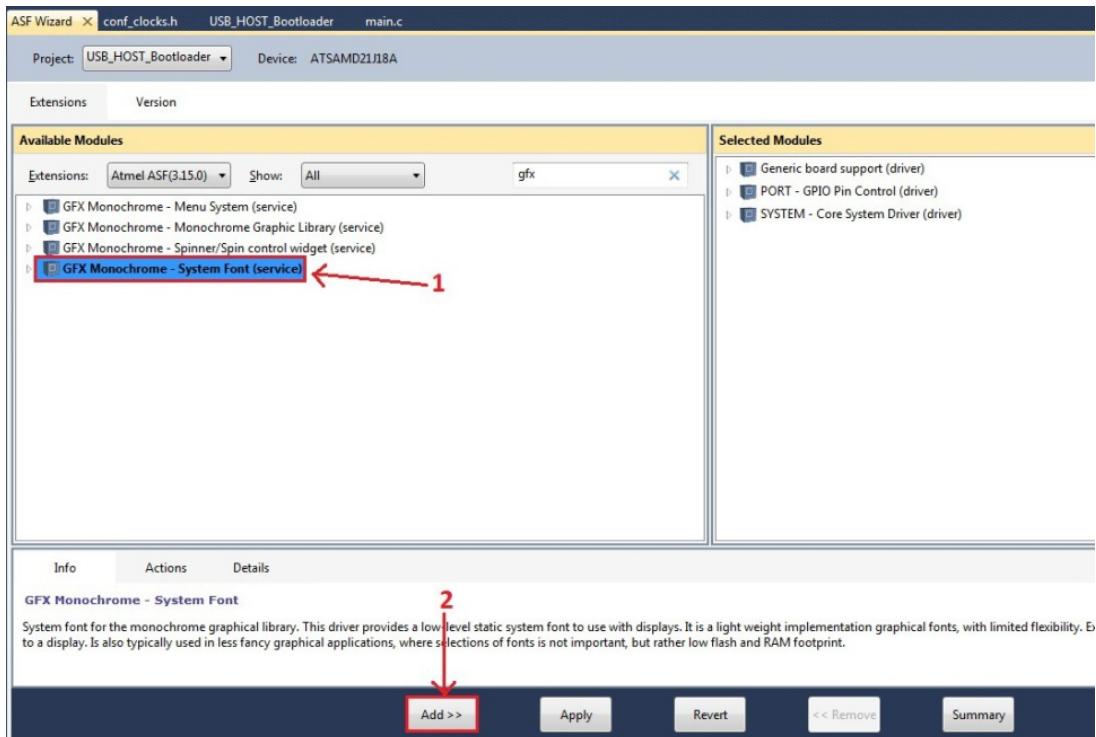 ASF Wizard × conf_clocks.h USB_HOST_Bootloader main.c
Project: USB_HOST_Bootloader Device: ATSAMD21J18A
Extensions Version
Available Modules
Extensions: Atmel ASF(3.15.0) Show: All gfx ×
GFX Monochrome - Menu System (service)
GFX Monochrome - Monochrome Graphic Library (service)
GFX Monochrome - Spinner/Spin control widget (service)
GFX Monochrome - System Font (service)
1
Selected Modules
Generic board support (driver)
PORT - GPIO Pin Control (driver)
SYSTEM - Core System Driver (driver)
Info Actions Details
GFX Monochrome - System Font
2
System font for the monochrome graphical library. This driver provides a low-level static system font to use with displays. It is a light weight implementation graphical fonts, with limited flexibility. Ex
to a display. Is also typically used in less fancy graphical applications, where selections of fonts is not important, but rather low flash and RAM footprint.
Add >> Apply Revert << Remove Summary